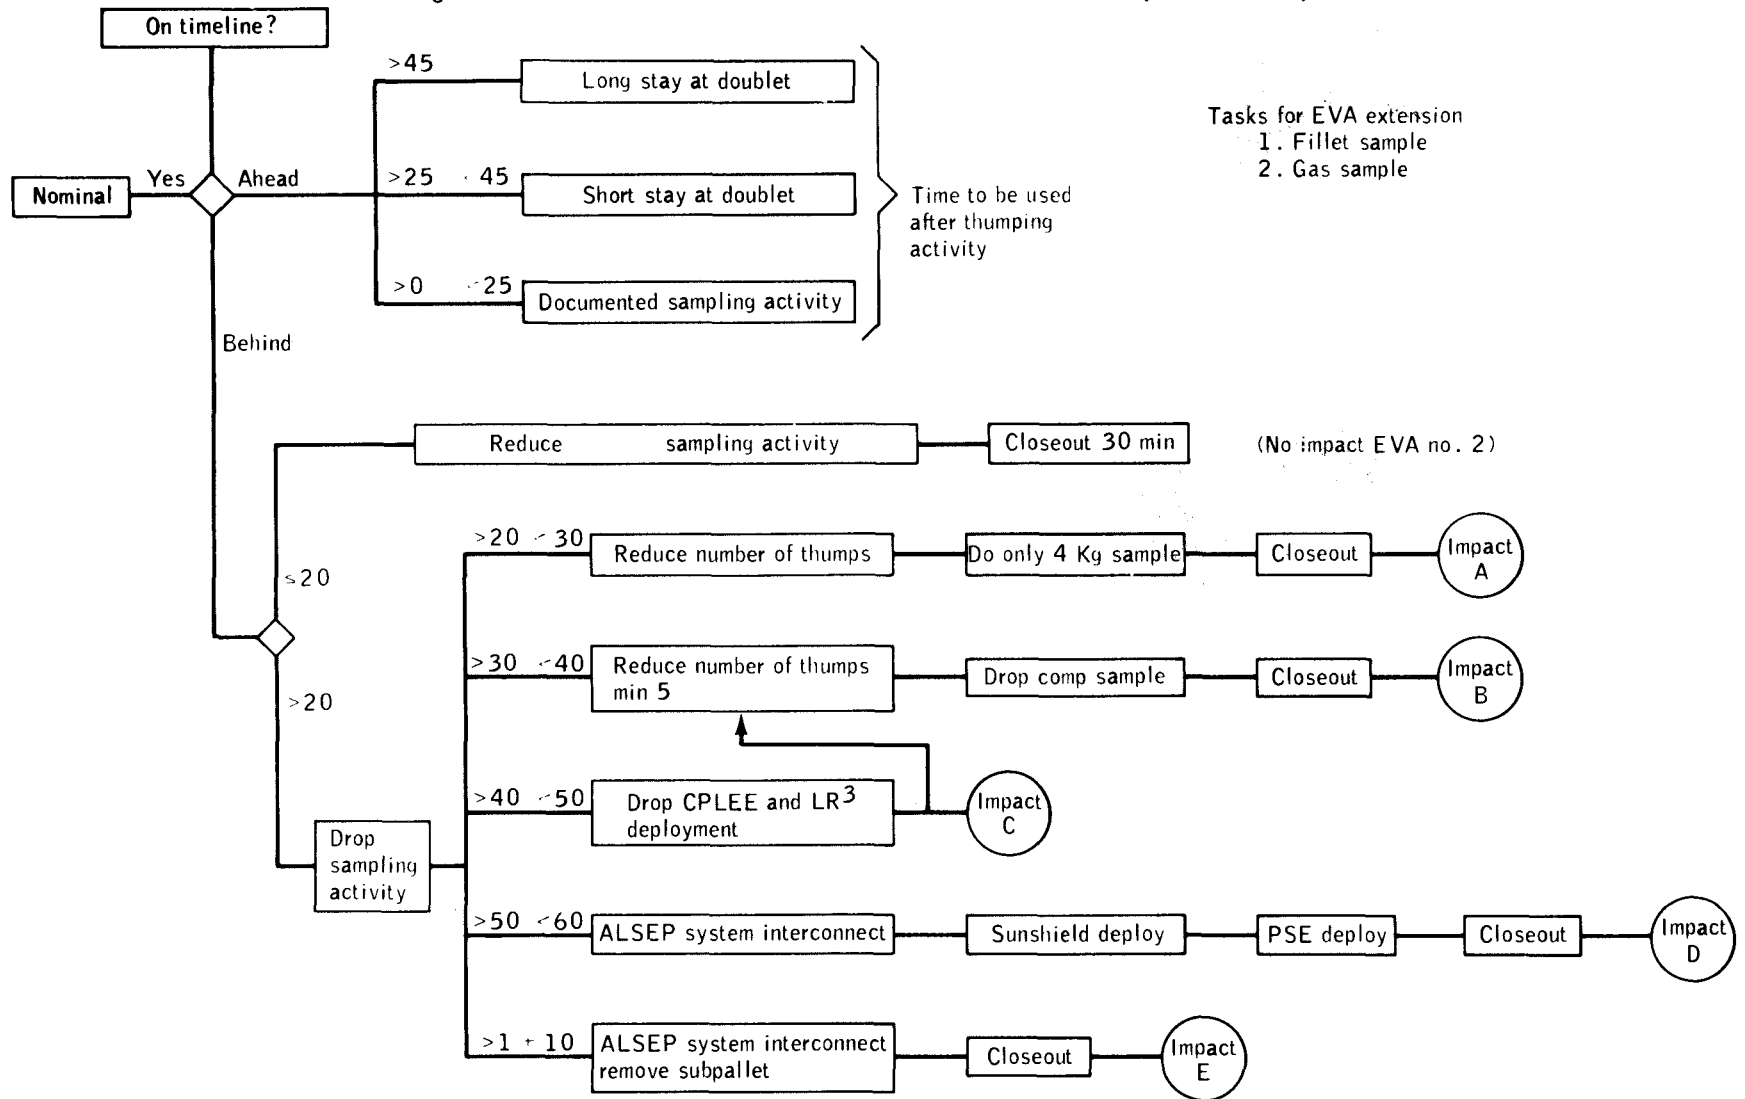 On timeline?
Nominal
Yes
Ahead
Behind
>45
Long stay at doublet
>25 <45
Short stay at doublet
>0 <25
Documented sampling activity
Time to be used
after thumping
activity
Tasks for EVA extension
1. Fillet sample
2. Gas sample
≤20
Reduce sampling activity
Closeout 30 min
(No impact EVA no. 2)
>20
Drop
sampling
activity
>20 <30
Reduce number of thumps
Do only 4 Kg sample
Closeout
Impact
A
>30 <40
Reduce number of thumps
min 5
Drop comp sample
Closeout
Impact
B
>40 <50
Drop CPLEE and LR3
deployment
Impact
C
>50 <60
ALSEP system interconnect
Sunshield deploy
PSE deploy
Closeout
Impact
D
>1 + 10
ALSEP system interconnect
remove subpallet
Closeout
Impact
E